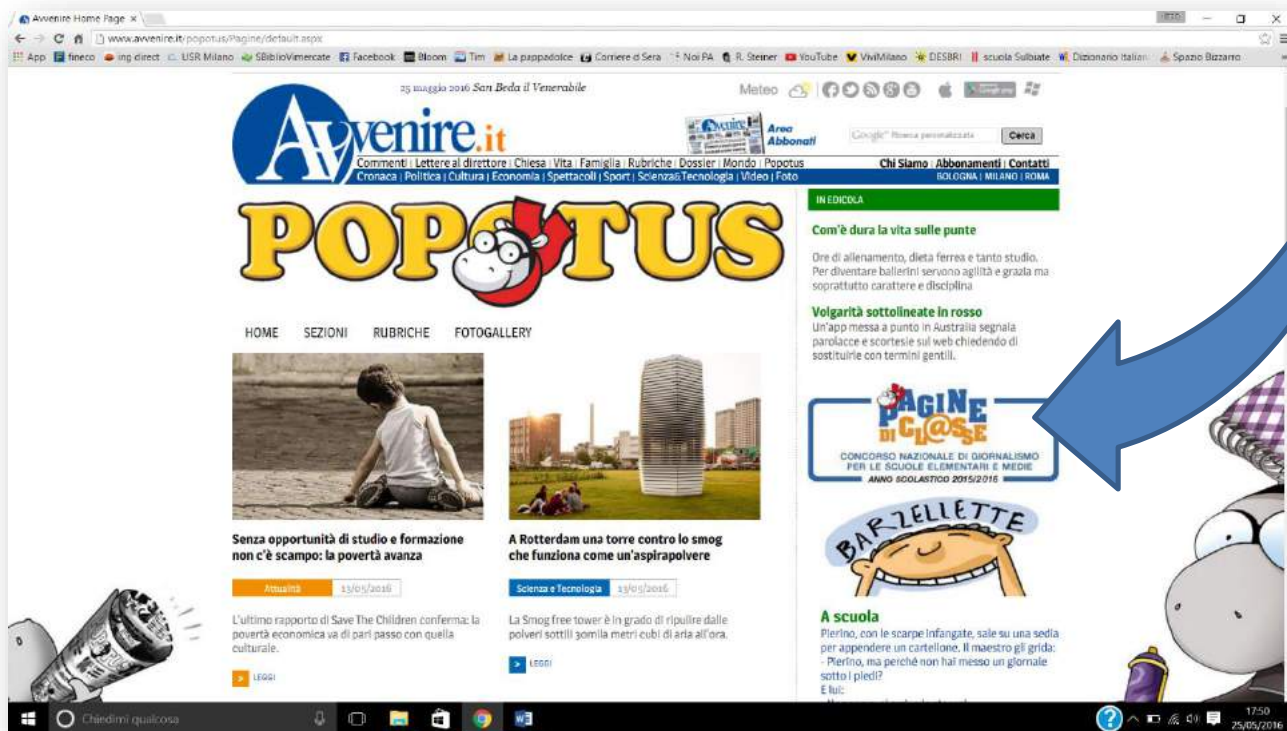 Avvenire Home Page
www.avvenire.it/popotus/Pagine/default.aspx
App fineco ing direct USR Milano SBiblioVimercate Facebook Bloom Tim La pappadolce Corriere d Sera Noi PA R. Steiner YouTube ViviMilano DESBRI scuola Sulbiate Dizionario Italian Spazio Bizzarro
25 maggio 2016 San Beda il Venerabile
Meteo
Avvenire.it
Avvenire
Area
Abbonati
Google Ricerca personalizzata Cerca
Commenti | Lettere al direttore | Chiesa | Vita | Famiglia | Rubriche | Dossier | Mondo | Popotus
Chi Siamo | Abbonamenti | Contatti
Cronaca | Politica | Cultura | Economia | Spettacoli | Sport | Scienza&Tecnologia | Video | Foto
BOLOGNA | MILANO | ROMA
POPOTUS
HOME SEZIONI RUBRICHE FOTOGALLERY
Senza opportunità di studio e formazione
non c'è scampo: la povertà avanza
Attualità 13/05/2016
L'ultimo rapporto di Save The Children conferma: la
povertà economica va di pari passo con quella
culturale.
> LEGGI
A Rotterdam una torre contro lo smog
che funziona come un'aspirapolvere
Scienza e Tecnologia 13/05/2016
La Smog free tower è in grado di ripulire dalle
polveri sottili 30mila metri cubi di aria all'ora.
> LEGGI
IN EDICOLA
Com'è dura la vita sulle punte
Ore di allenamento, dieta ferrea e tanto studio.
Per diventare ballerini servono agilità e grazia ma
soprattutto carattere e disciplina
Volgarità sottolineate in rosso
Un'app messa a punto in Australia segnala
parolacce e scortesie sul web chiedendo di
sostituirle con termini gentili.
PAGINE
DI CL@SSE
CONCORSO NAZIONALE DI GIORNALISMO
PER LE SCUOLE ELEMENTARI E MEDIE
ANNO SCOLASTICO 2015/2016
BARZELLETTE
A scuola
Pierino, con le scarpe infangate, sale su una sedia
per appendere un cartellone. Il maestro gli grida:
- Pierino, ma perché non hai messo un giornale
sotto i piedi?
E lui:
Chiedimi qualcosa
17:50
25/05/2016